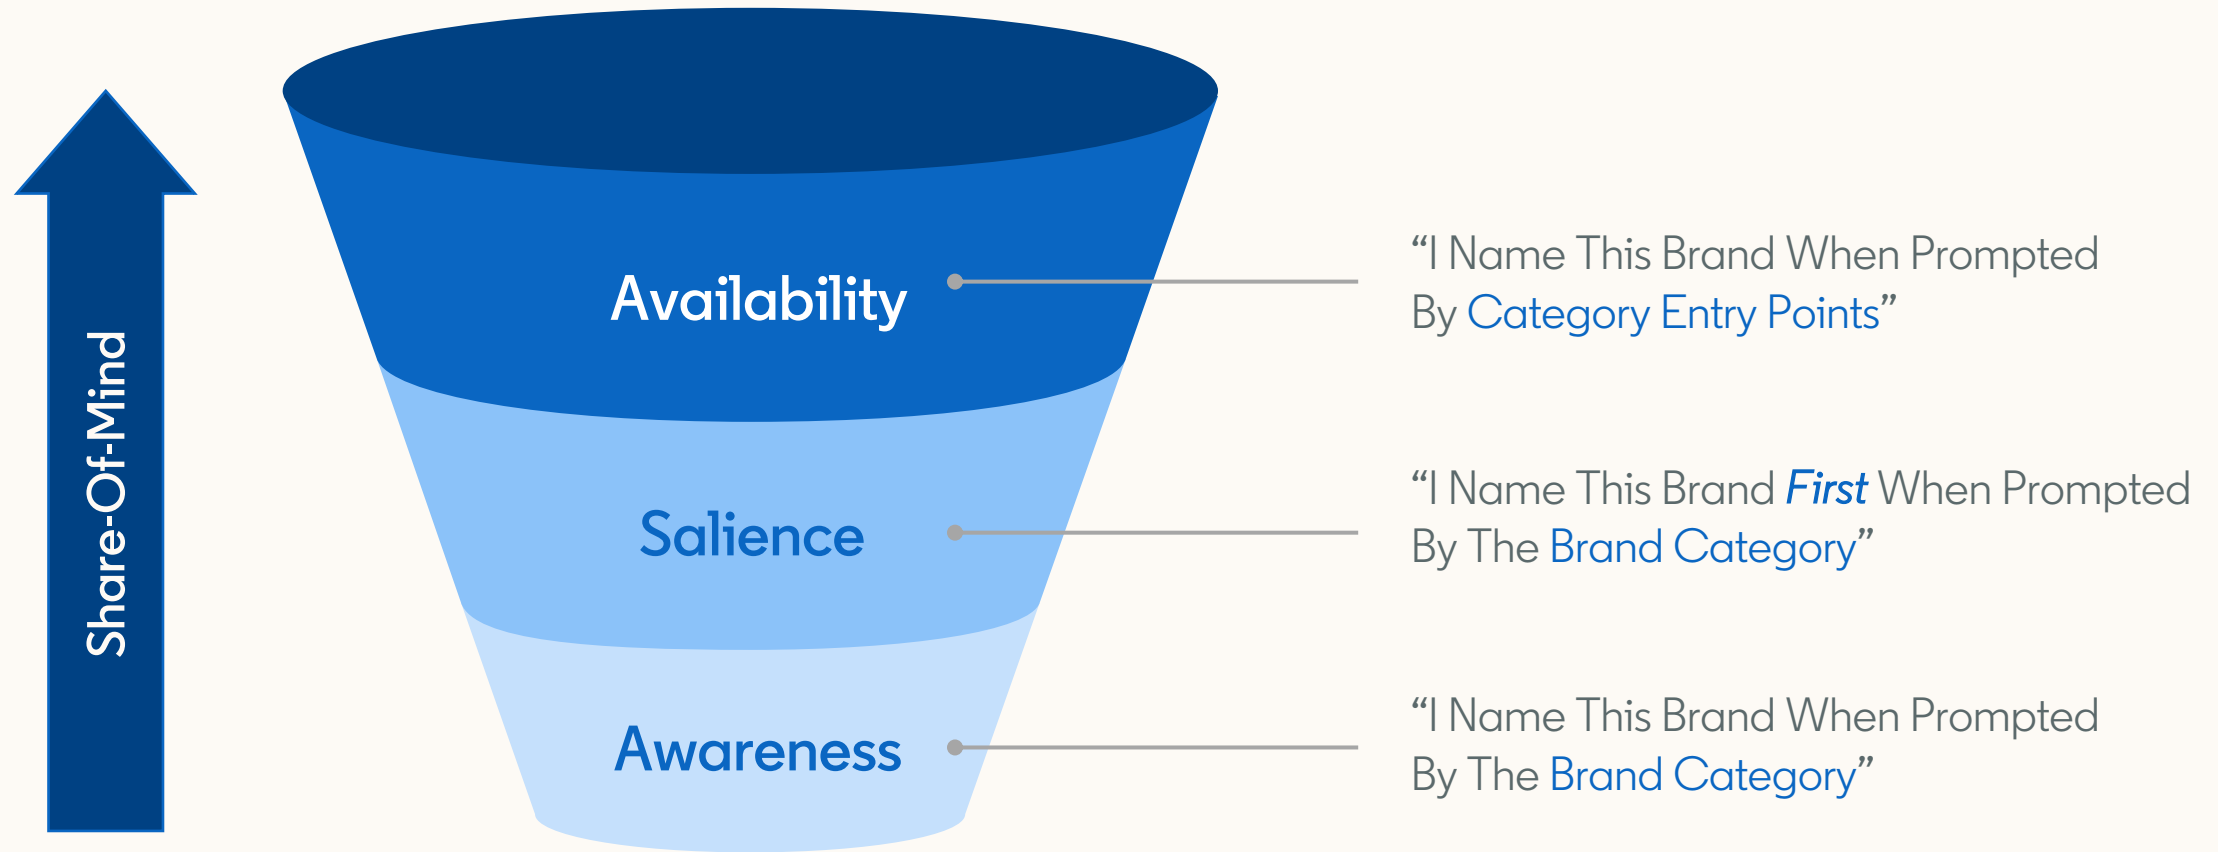 Share-Of-Mind
Availability
“I Name This Brand When Prompted
By Category Entry Points”
Salience
“I Name This Brand First When Prompted
By The Brand Category”
Awareness
“I Name This Brand When Prompted
By The Brand Category”